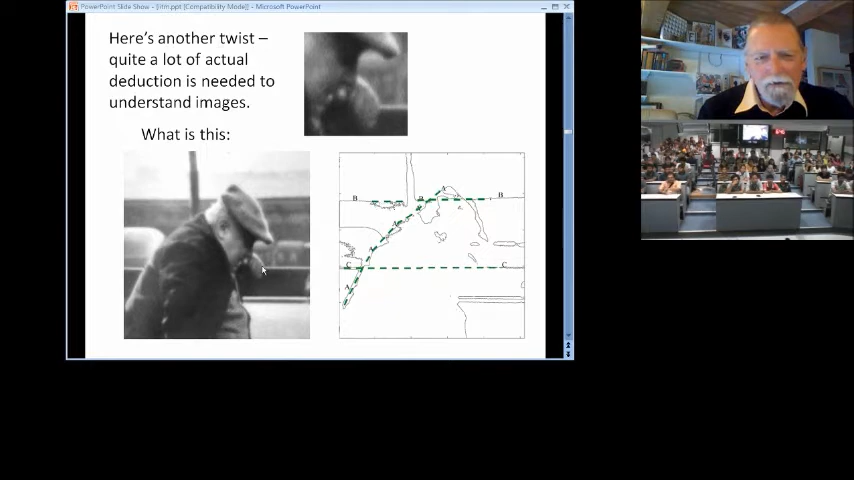 PowerPoint Slide Show - [iitm.ppt [Compatibility Mode]] - Microsoft PowerPoint
Here's another twist –
quite a lot of actual
deduction is needed to
understand images.
What is this:
A
B
B
B
A
A
C
C
A